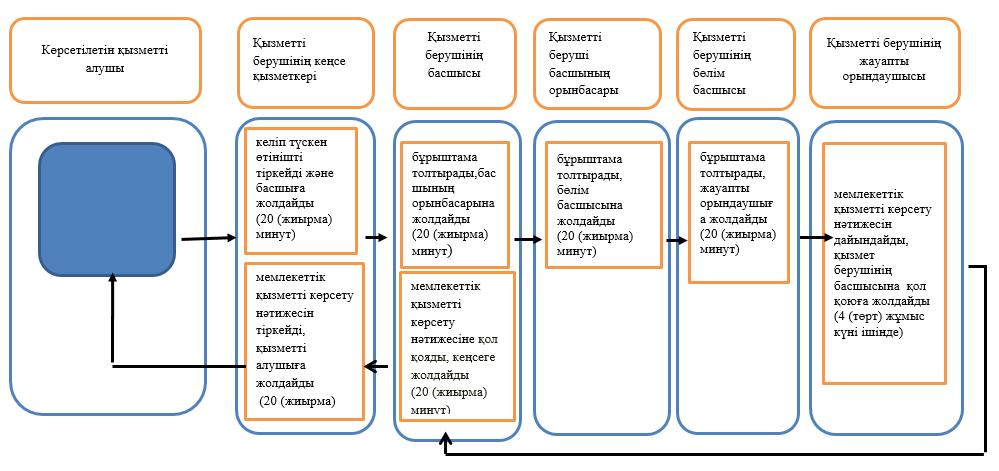 Көрсетілетін қызметті
алушы
Қызметті
берушінің кеңсе
қызметкері
Қызметті
берушінің
басшысы
Қызметті
беруші
басшының
орынбасары
Қызметті
берушінің
бөлім
басшысы
Қызметті берушінің
жауапты
орындаушысы
келіп түскен
өтінішті
тіркейді және
басшыға
жолдайды
(20 (жиырма)
минут)
бұрыштама
толтырады,бас
шының
орынбасарына
жолдайды
(20 (жиырма)
минут)
бұрыштама
толтырады,
бөлім
басшысына
жолдайды
(20 (жиырма)
минут)
бұрыштама
толтырады,
жауапты
орындаушығ
а жолдайды
(20 (жиырма)
минут)
мемлекеттік
қызметті көрсету
нәтижесін
дайындайды,
қызмет
берушінің
басшысына қол
қоюға жолдайды
(4 (төрт) жұмыс
күні ішінде)
мемлекеттік
қызметті
көрсету
нәтижесіне қол
қояды, кеңсеге
жолдайды
(20 (жиырма)
минут)
мемлекеттік
қызметті көрсету
нәтижесін
тіркейді,
қызметті
алушыға
жолдайды
(20 (жиырма)